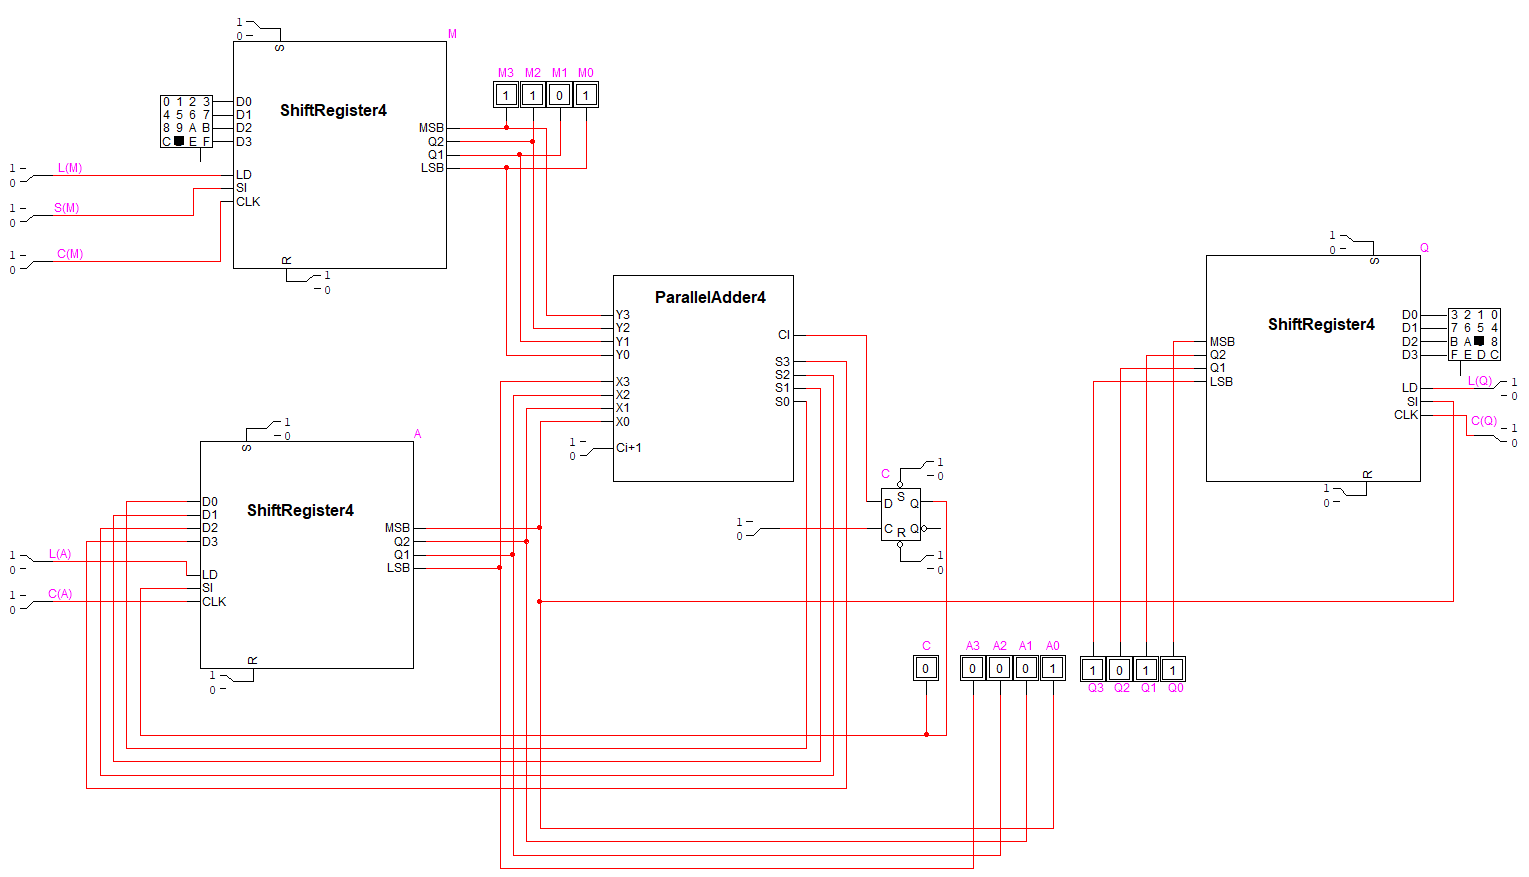 1
0
S
M
ShiftRegister4
0 1 2 3
4 5 6 7
8 9 A B
C E F
D0
D1
D2
D3
LD
SI
CLK
MSB
Q2
Q1
LSB
R
1
0
1
0
L(M)
1
0
S(M)
1
0
C(M)
M3 M2 M1 M0
1 1 0 1
ParallelAdder4
Y3
Y2
Y1
Y0
X3
X2
X1
X0
Ci+1
CI
S3
S2
S1
S0
1
0
1
0
S
Q
ShiftRegister4
MSB
Q2
Q1
LSB
D0
D1
D2
D3
LD
SI
CLK
R
3 2 1 0
7 6 5 4
B A 8
F E D C
L(Q)
1
0
C(Q)
1
0
1
0
1
0
S
A
ShiftRegister4
D0
D1
D2
D3
LD
SI
CLK
MSB
Q2
Q1
LSB
R
1
0
L(A)
1
0
C(A)
1
0
C
1
0
S
D Q
C Q
R
1
0
1
0
C
0
A3 A2 A1 A0
0 0 0 1
1 0 1 1
Q3 Q2 Q1 Q0